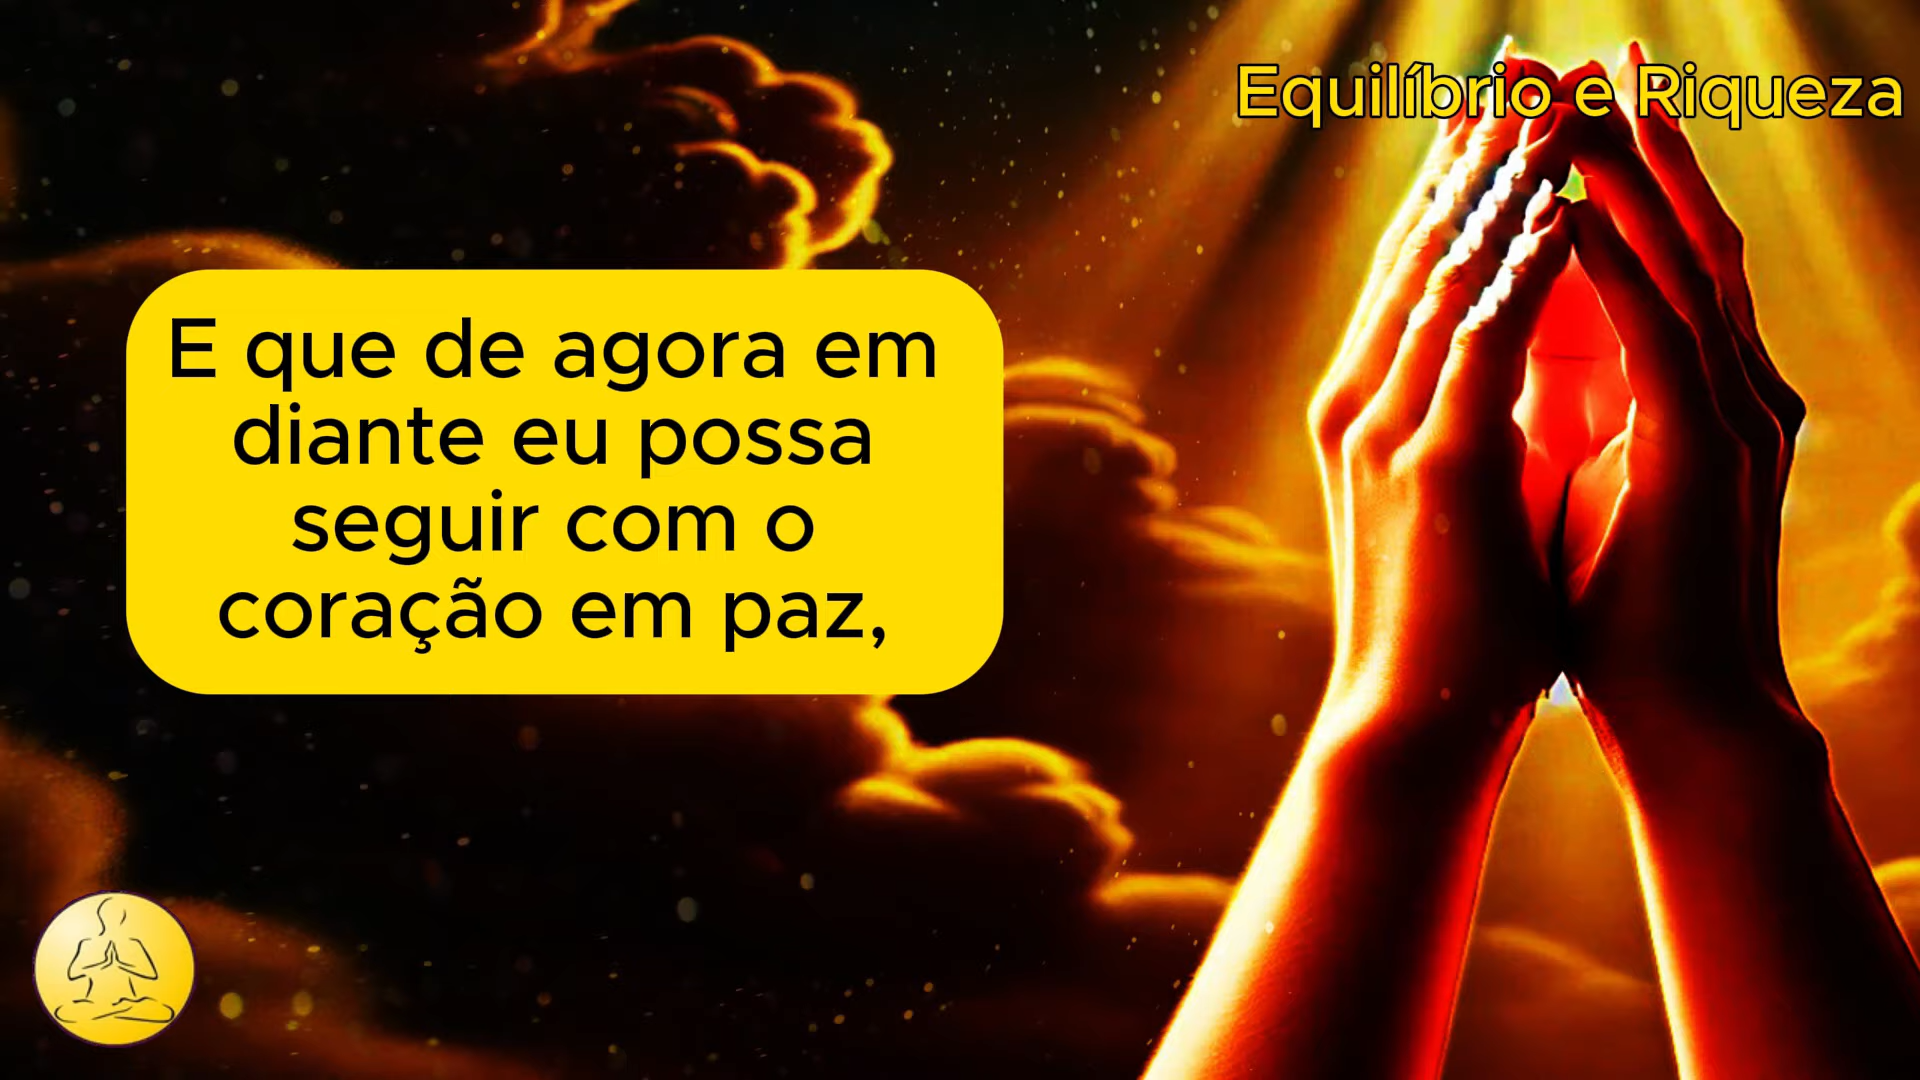 Equilíbrio e Riqueza
E que de agora em
diante eu possa
seguir com o
coração em paz,